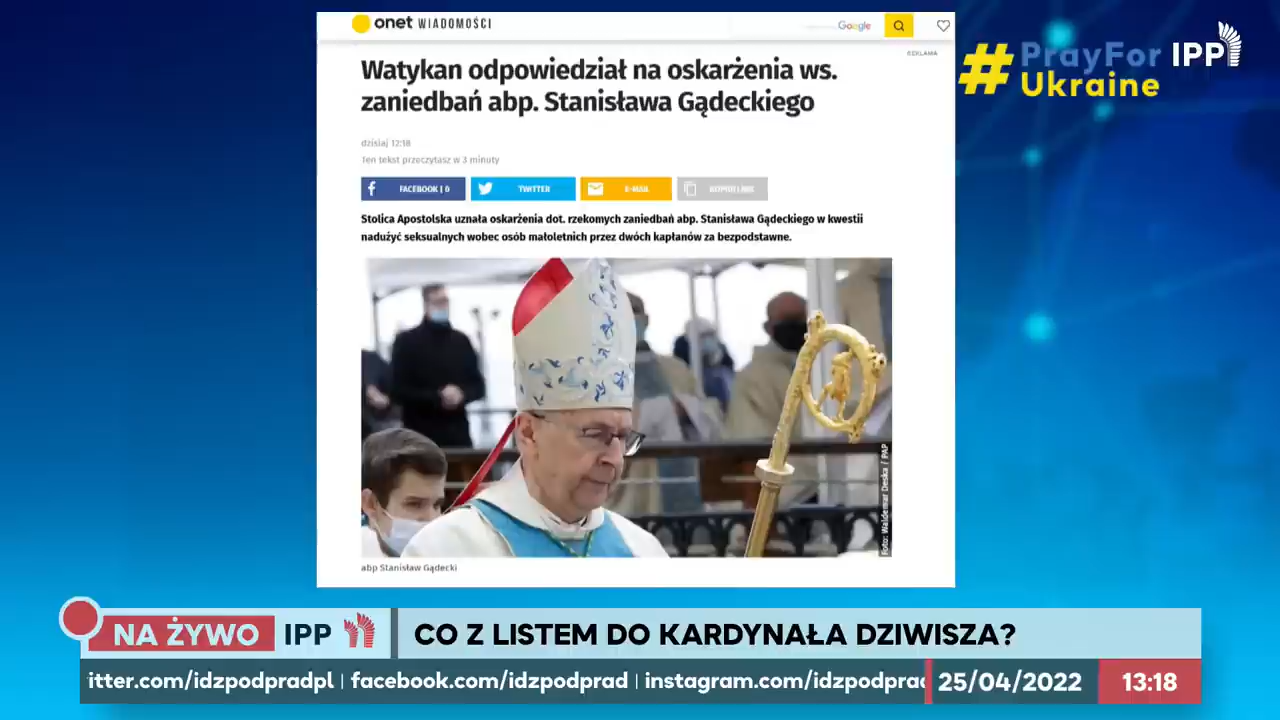 onet WIADOMOŚCI
Google
REKLAMA
#PrayFor
Ukraine
IPP
Watykan odpowiedział na oskarżenia ws.
zaniedbań abp. Stanisława Gądeckiego
dzisiaj 12:18
Ten tekst przeczytasz w 3 minuty
FACEBOOK | 0
TWITTER
E-MAIL
KOPIUJ LINK
Stolica Apostolska uznała oskarżenia dot. rzekomych zaniedbań abp. Stanisława Gądeckiego w kwestii
nadużyć seksualnych wobec osób małoletnich przez dwóch kapłanów za bezpodstawne.
Foto: Waldemar Deska / PAP
abp Stanisław Gądecki
NA ŻYWO IPP
CO Z LISTEM DO KARDYNAŁA DZIWISZA?
itter.com/idzpodpradpl | facebook.com/idzpodprad | instagram.com/idzpodprad
25/04/2022
13:18